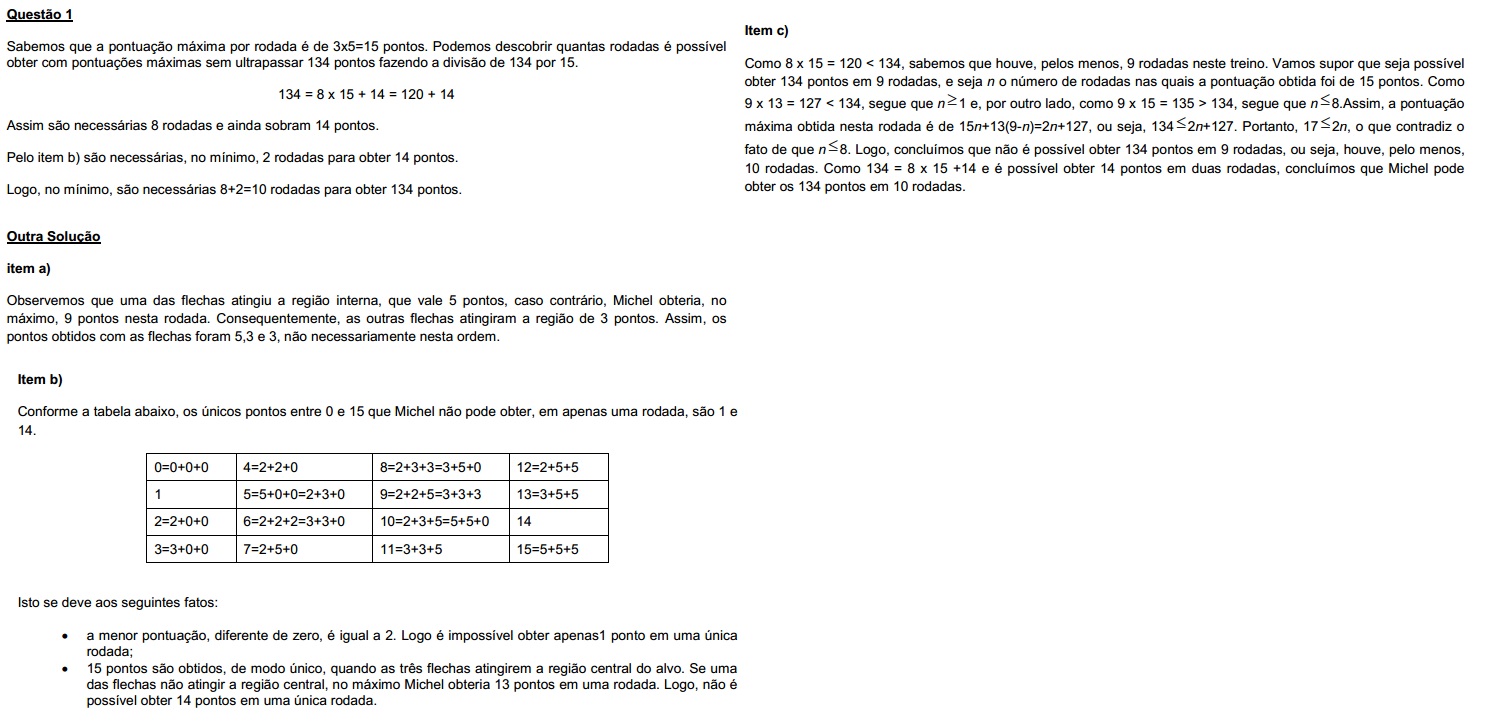 Questão 1
Sabemos que a pontuação máxima por rodada é de 3x5=15 pontos. Podemos descobrir quantas rodadas é possível
obter com pontuações máximas sem ultrapassar 134 pontos fazendo a divisão de 134 por 15.
134 = 8 x 15 + 14 = 120 + 14
Assim são necessárias 8 rodadas e ainda sobram 14 pontos.
Pelo item b) são necessárias, no mínimo, 2 rodadas para obter 14 pontos.
Logo, no mínimo, são necessárias 8+2=10 rodadas para obter 134 pontos.
Outra Solução
item a)
Observemos que uma das flechas atingiu a região interna, que vale 5 pontos, caso contrário, Michel obteria, no
máximo, 9 pontos nesta rodada. Consequentemente, as outras flechas atingiram a região de 3 pontos. Assim, os
pontos obtidos com as flechas foram 5,3 e 3, não necessariamente nesta ordem.
Item b)
Conforme a tabela abaixo, os únicos pontos entre 0 e 15 que Michel não pode obter, em apenas uma rodada, são 1 e
14.
0=0+0+0 4=2+2+0 8=2+3+3=3+5+0 12=2+5+5
1 5=5+0+0=2+3+0 9=2+2+5=3+3+3 13=3+5+5
2=2+0+0 6=2+2+2=3+3+0 10=2+3+5=5+5+0 14
3=3+0+0 7=2+5+0 11=3+3+5 15=5+5+5
Isto se deve aos seguintes fatos:
• a menor pontuação, diferente de zero, é igual a 2. Logo é impossível obter apenas1 ponto em uma única
rodada;
• 15 pontos são obtidos, de modo único, quando as três flechas atingirem a região central do alvo. Se uma
das flechas não atingir a região central, no máximo Michel obteria 13 pontos em uma rodada. Logo, não é
possível obter 14 pontos em uma única rodada.
Item c)
Como 8 x 15 = 120 < 134, sabemos que houve, pelos menos, 9 rodadas neste treino. Vamos supor que seja possível
obter 134 pontos em 9 rodadas, e seja n o número de rodadas nas quais a pontuação obtida foi de 15 pontos. Como
9 x 13 = 127 < 134, segue que n≥1 e, por outro lado, como 9 x 15 = 135 > 134, segue que n≤8.Assim, a pontuação
máxima obtida nesta rodada é de 15n+13(9-n)=2n+127, ou seja, 134≤2n+127. Portanto, 17≤2n, o que contradiz o
fato de que n≤8. Logo, concluímos que não é possível obter 134 pontos em 9 rodadas, ou seja, houve, pelo menos,
10 rodadas. Como 134 = 8 x 15 +14 e é possível obter 14 pontos em duas rodadas, concluímos que Michel pode
obter os 134 pontos em 10 rodadas.